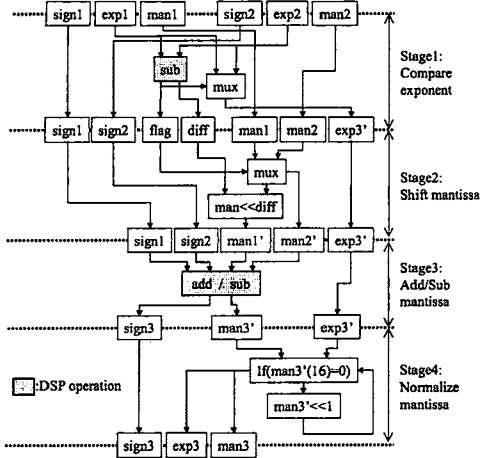 sign1 exp1 man1 sign2 exp2 man2
Stage1:
Compare
exponent
sub
mux
sign1 sign2 flag diff man1 man2 exp3'
Stage2:
Shift mantissa
mux
man<<diff
sign1 sign2 man1' man2' exp3'
Stage3:
Add/Sub
mantissa
add / sub
sign3 man3' exp3'
Stage4:
Normalize
mantissa
If(man3'(16)=0)
:DSP operation
man3'<<1
sign3 exp3 man3